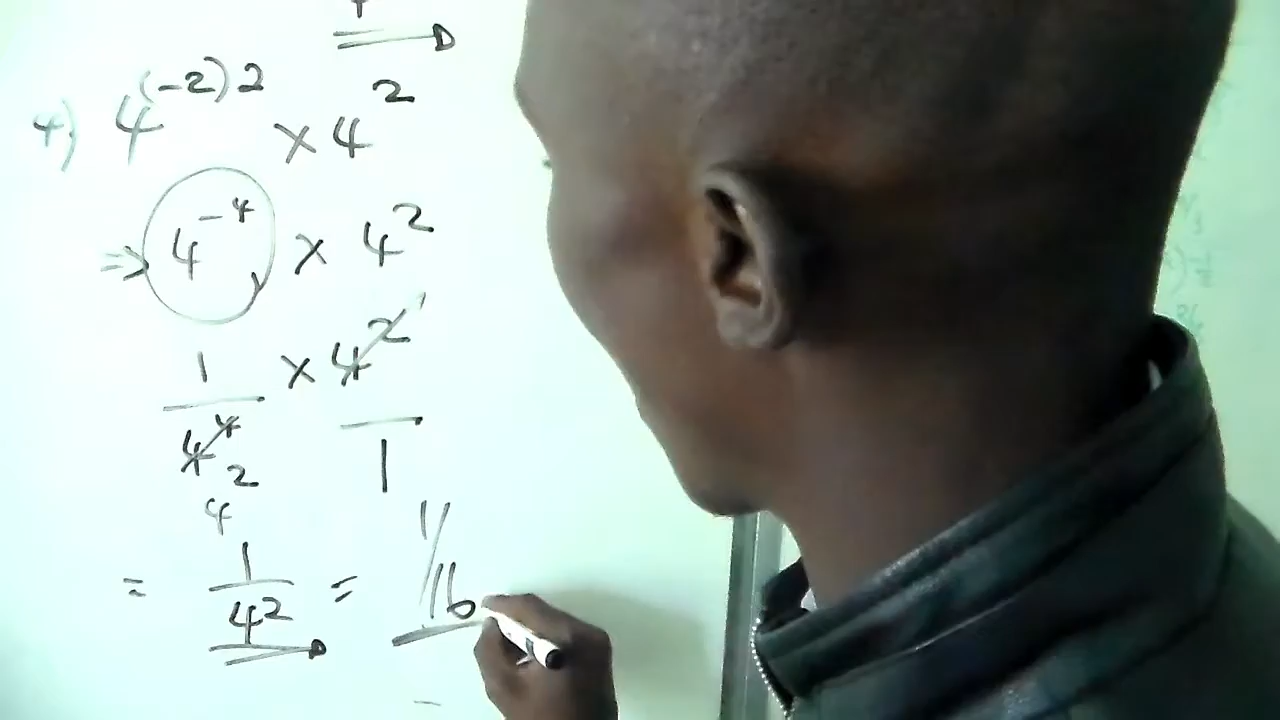 4) 4^(-2)2 × 4^2
⇒ 4^-4 × 4^2
1/4^4 × 4^2/1
4^2
= 1/4^2 = 1/16